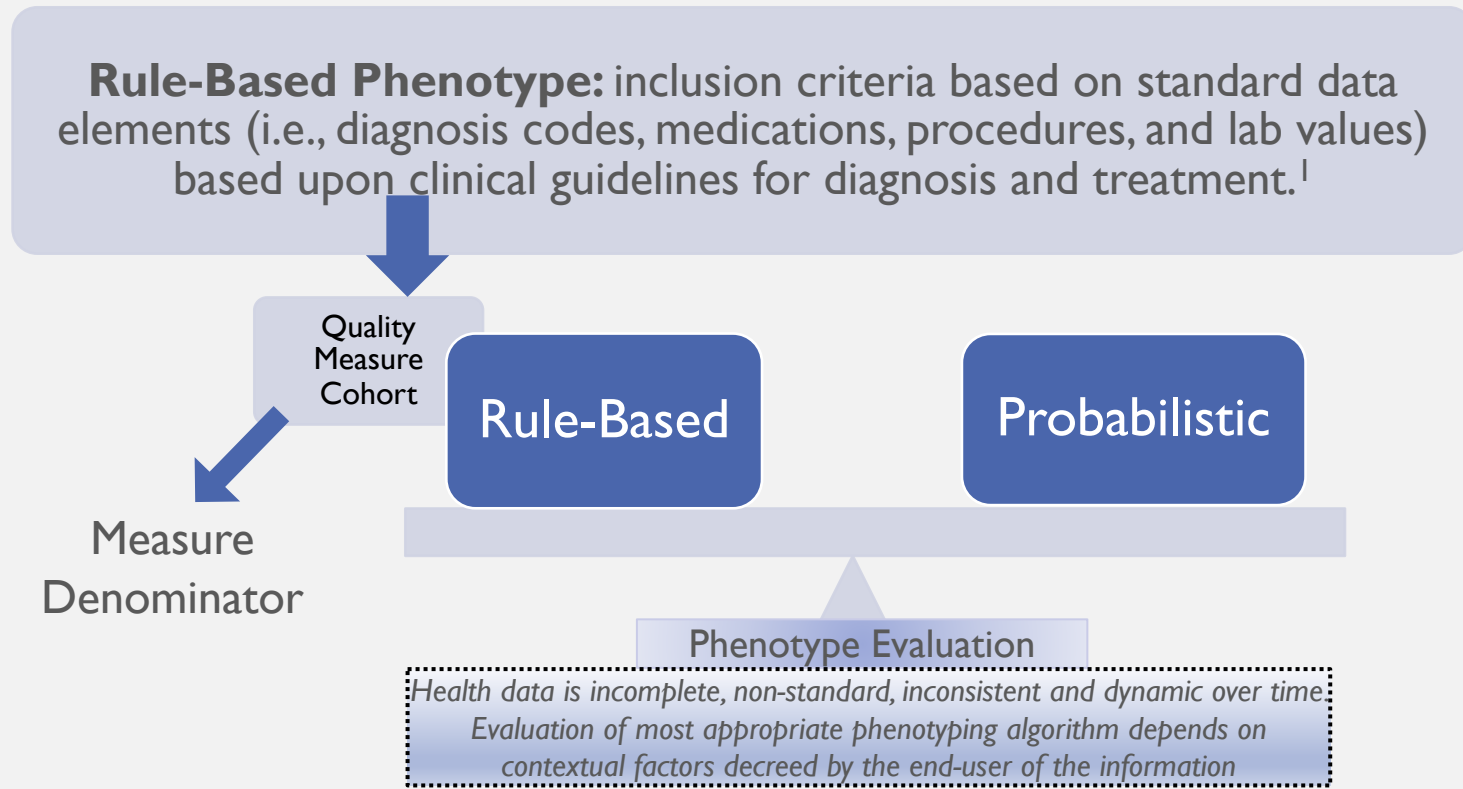 Rule-Based Phenotype: inclusion criteria based on standard data
elements (i.e., diagnosis codes, medications, procedures, and lab values)
based upon clinical guidelines for diagnosis and treatment.¹
Quality
Measure
Cohort
Rule-Based
Probabilistic
Measure
Denominator
Phenotype Evaluation
Health data is incomplete, non-standard, inconsistent and dynamic over time.
Evaluation of most appropriate phenotyping algorithm depends on
contextual factors decreed by the end-user of the information